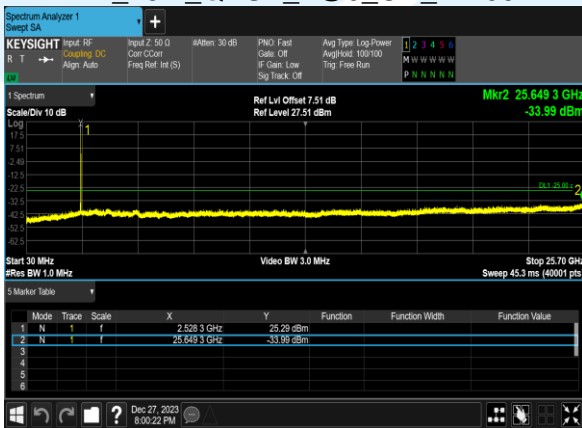 Spectrum Analyzer 1
Swept SA
KEYSIGHT Input: RF Input Z: 50 Ω #Atten: 30 dB PNO: Fast Avg Type: Log-Power 1 2 3 4 5 6
R T Coupling: DC Corr CCorr Gate: Off Avg|Hold: 100/100 M W W W W W
Align: Auto Freq Ref: Int (S) IF Gain: Low Trig: Free Run
Sig Track: Off P N N N N N
LXI
1 Spectrum Ref Lvl Offset 7.51 dB Mkr2 25.649 3 GHz
Scale/Div 10 dB Ref Level 27.51 dBm -33.99 dBm
Log
1
17.5
7.51
-2.49
-12.5
DL1 -25.00
-22.5
2
-32.5
-42.5
-52.5
-62.5
Start 30 MHz Video BW 3.0 MHz Stop 25.70 GHz
#Res BW 1.0 MHz Sweep 45.3 ms (40001 pts
5 Marker Table
Mode Trace Scale X Y Function Function Width Function Value
1 N 1 f 2.528 3 GHz 25.29 dBm
2 N 1 f 25.649 3 GHz -33.99 dBm
3
4
5
6
? Dec 27, 2023
8:00:22 PM